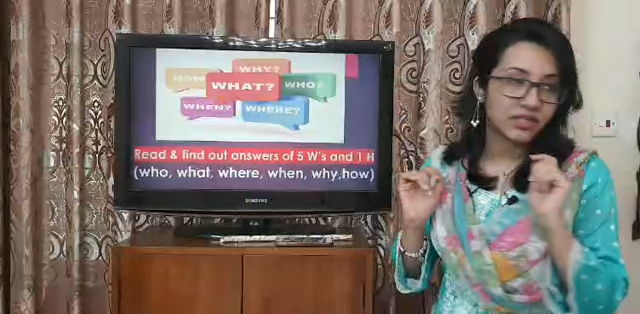 WHY?
HOW?
WHAT?
WHO?
WHEN?
WHERE?
Read & find out answers of 5 W's and 1 H
(who, what, where, when, why,how)
SAMSUNG